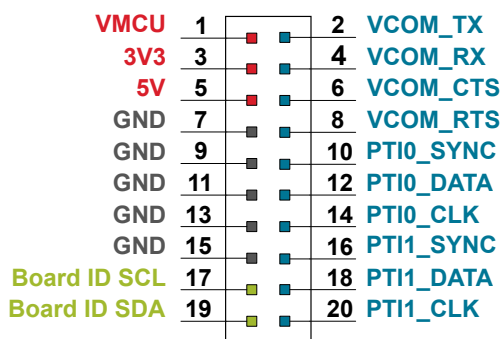 VMCU 1 2 VCOM_TX
3V3 3 4 VCOM_RX
5V 5 6 VCOM_CTS
GND 7 8 VCOM_RTS
GND 9 10 PTI0_SYNC
GND 11 12 PTI0_DATA
GND 13 14 PTI0_CLK
GND 15 16 PTI1_SYNC
Board ID SCL 17 18 PTI1_DATA
Board ID SDA 19 20 PTI1_CLK